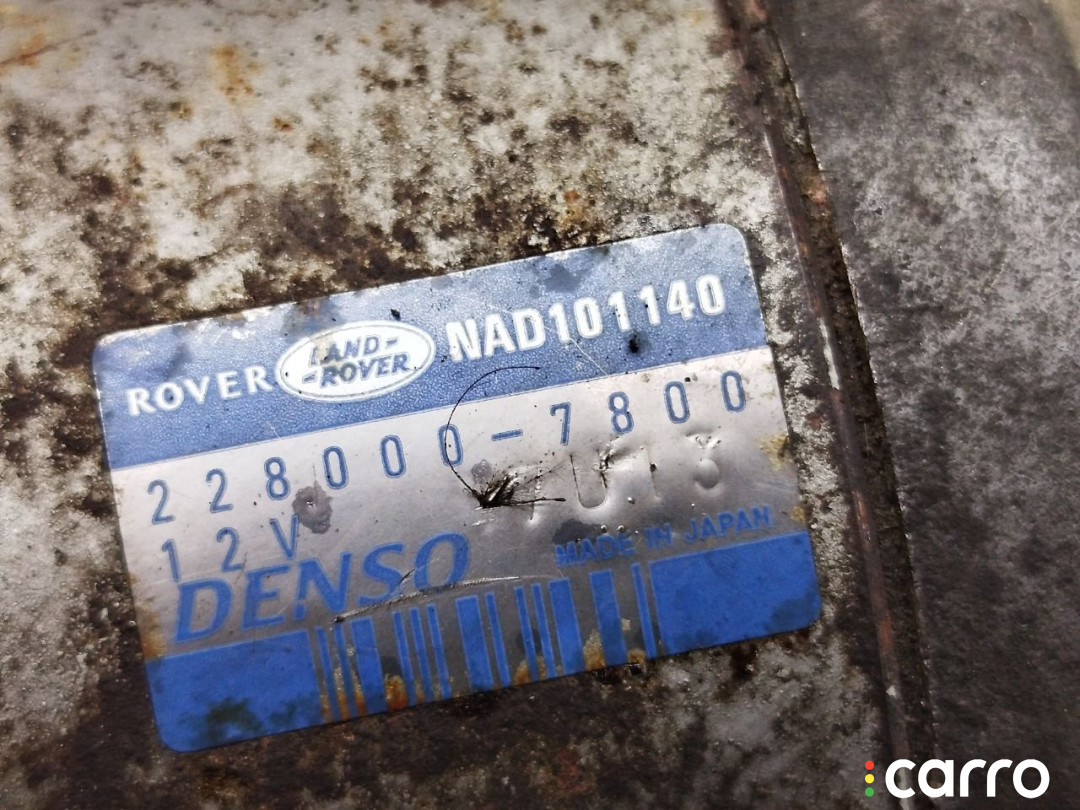 ROVER LAND-ROVER NAD101140
228000-7800
12V
DENSO MADE IN JAPAN
carro